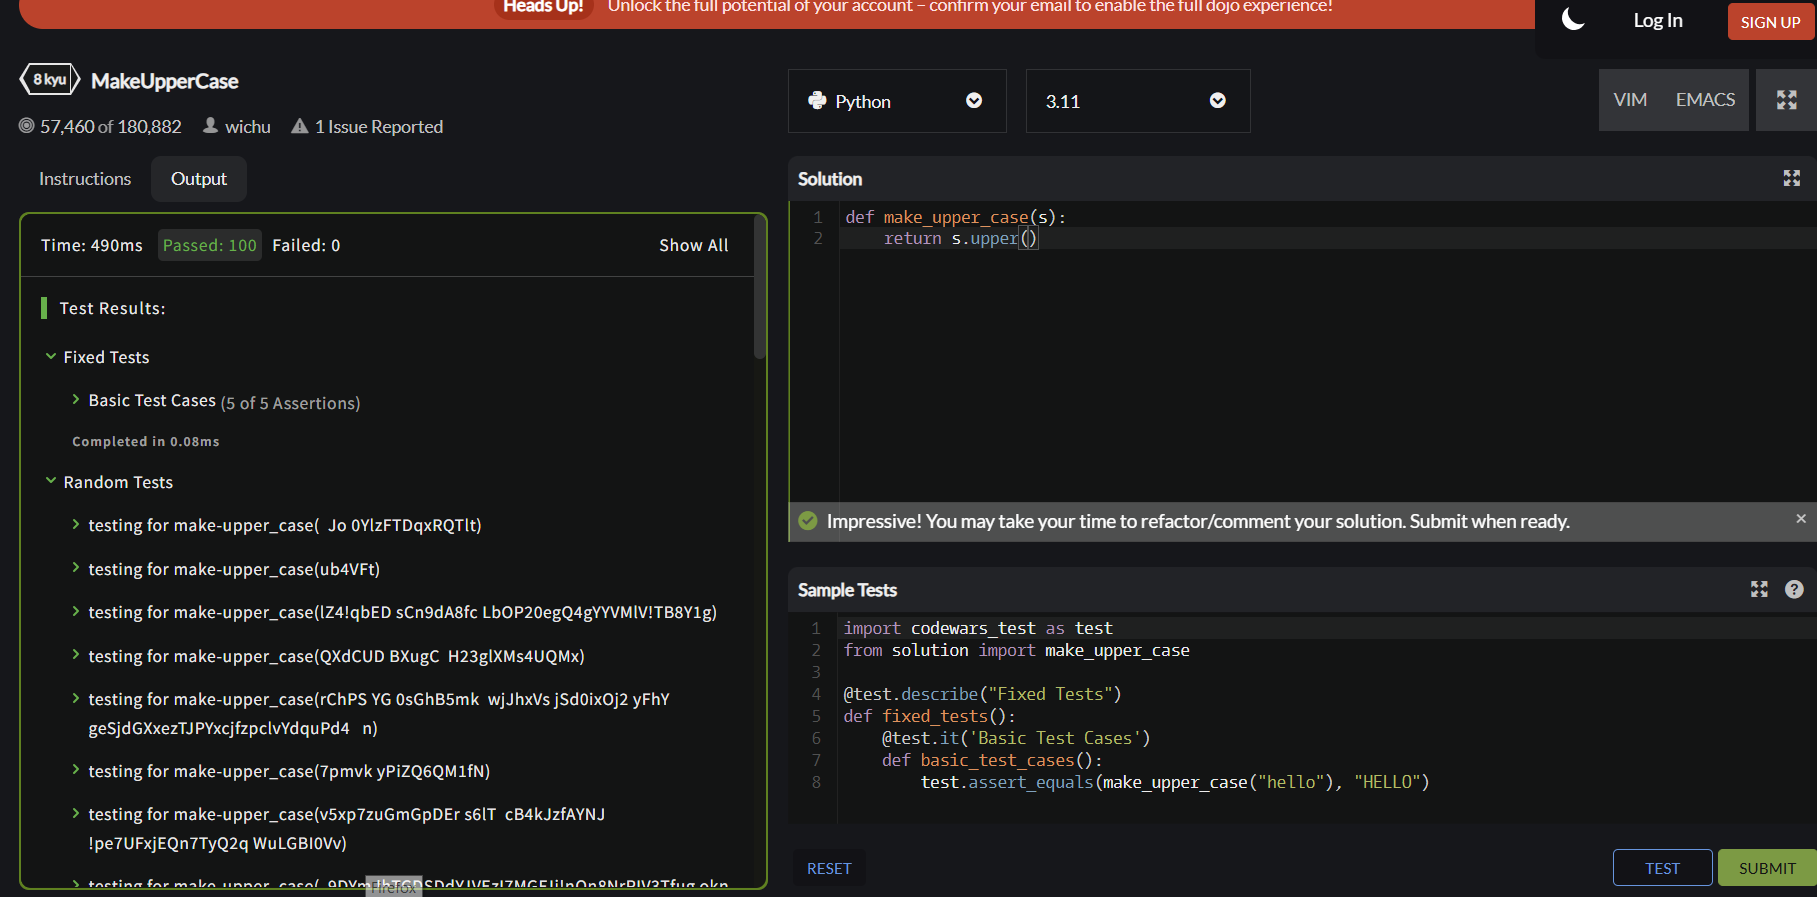 Heads Up! Unlock the full potential of your account – confirm your email to enable the full dojo experience!
Log In
SIGN UP
8 kyu MakeUpperCase
57,460 of 180,882 wichu 1 Issue Reported
Python
3.11
VIM EMACS
Instructions Output
Time: 490ms Passed: 100 Failed: 0 Show All
Test Results:
Fixed Tests
Basic Test Cases (5 of 5 Assertions)
Completed in 0.08ms
Random Tests
testing for make-upper_case(  Jo 0YlzFTDqxRQTlt)
testing for make-upper_case(ub4VFt)
testing for make-upper_case(lZ4!qbED sCn9dA8fc LbOP20egQ4gYYVMlV!TB8Y1g)
testing for make-upper_case(QXdCUD BXugC  H23glXMs4UQMx)
testing for make-upper_case(rChPS YG 0sGhB5mk  wjJhxVs jSd0ixOj2 yFhY
geSjdGXxezTJPYxcjfzpclvYdquPd4   n)
testing for make-upper_case(7pmvk yPiZQ6QM1fN)
testing for make-upper_case(v5xp7zuGmGpDEr s6lT  cB4kJzfAYNJ
!pe7UFxjEQn7TyQ2q WuLGBI0Vv)
testing for make-upper_case(
Firefox
Solution
1 def make_upper_case(s):
2     return s.upper()
Impressive! You may take your time to refactor/comment your solution. Submit when ready.
Sample Tests
1 import codewars_test as test
2 from solution import make_upper_case
3
4 @test.describe("Fixed Tests")
5 def fixed_tests():
6     @test.it('Basic Test Cases')
7     def basic_test_cases():
8         test.assert_equals(make_upper_case("hello"), "HELLO")
RESET
TEST
SUBMIT